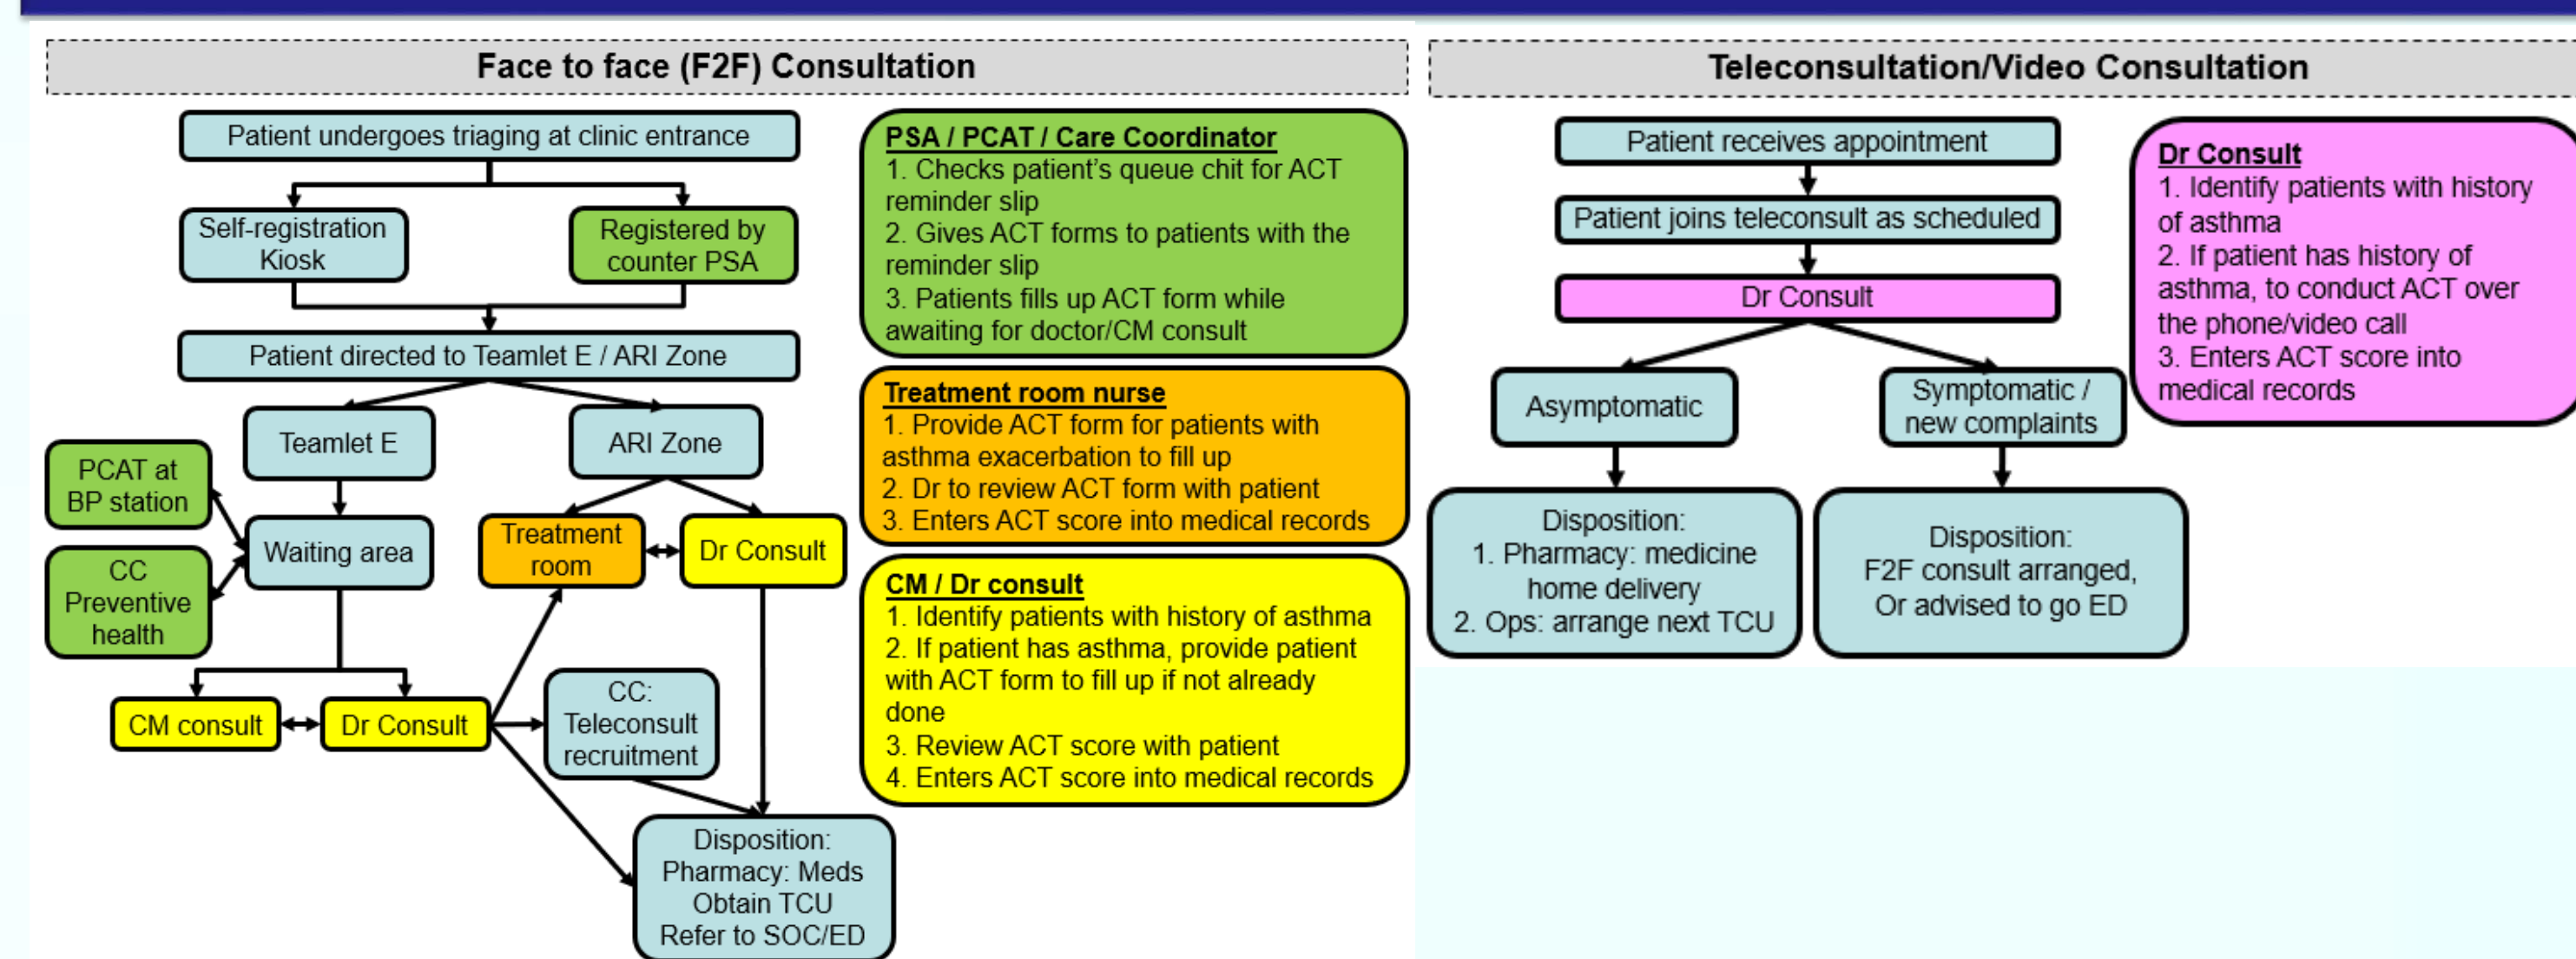 Face to face (F2F) Consultation
Patient undergoes triaging at clinic entrance
Self-registration
Kiosk
Registered by
counter PSA
Patient directed to Teamlet E / ARI Zone
Teamlet E
ARI Zone
PCAT at
BP station
CC
Preventive
health
Waiting area
Treatment
room
Dr Consult
CM consult
Dr Consult
CC:
Teleconsult
recruitment
Disposition:
Pharmacy: Meds
Obtain TCU
Refer to SOC/ED
PSA / PCAT / Care Coordinator
1. Checks patient's queue chit for ACT
reminder slip
2. Gives ACT forms to patients with the
reminder slip
3. Patients fills up ACT form while
awaiting for doctor/CM consult
Treatment room nurse
1. Provide ACT form for patients with
asthma exacerbation to fill up
2. Dr to review ACT form with patient
3. Enters ACT score into medical records
CM / Dr consult
1. Identify patients with history of asthma
2. If patient has asthma, provide patient
with ACT form to fill up if not already
done
3. Review ACT score with patient
4. Enters ACT score into medical records
Teleconsultation/Video Consultation
Patient receives appointment
Patient joins teleconsult as scheduled
Dr Consult
Asymptomatic
Symptomatic /
new complaints
Disposition:
1. Pharmacy: medicine
home delivery
2. Ops: arrange next TCU
Disposition:
F2F consult arranged,
Or advised to go ED
Dr Consult
1. Identify patients with history
of asthma
2. If patient has history of
asthma, to conduct ACT over
the phone/video call
3. Enters ACT score into
medical records